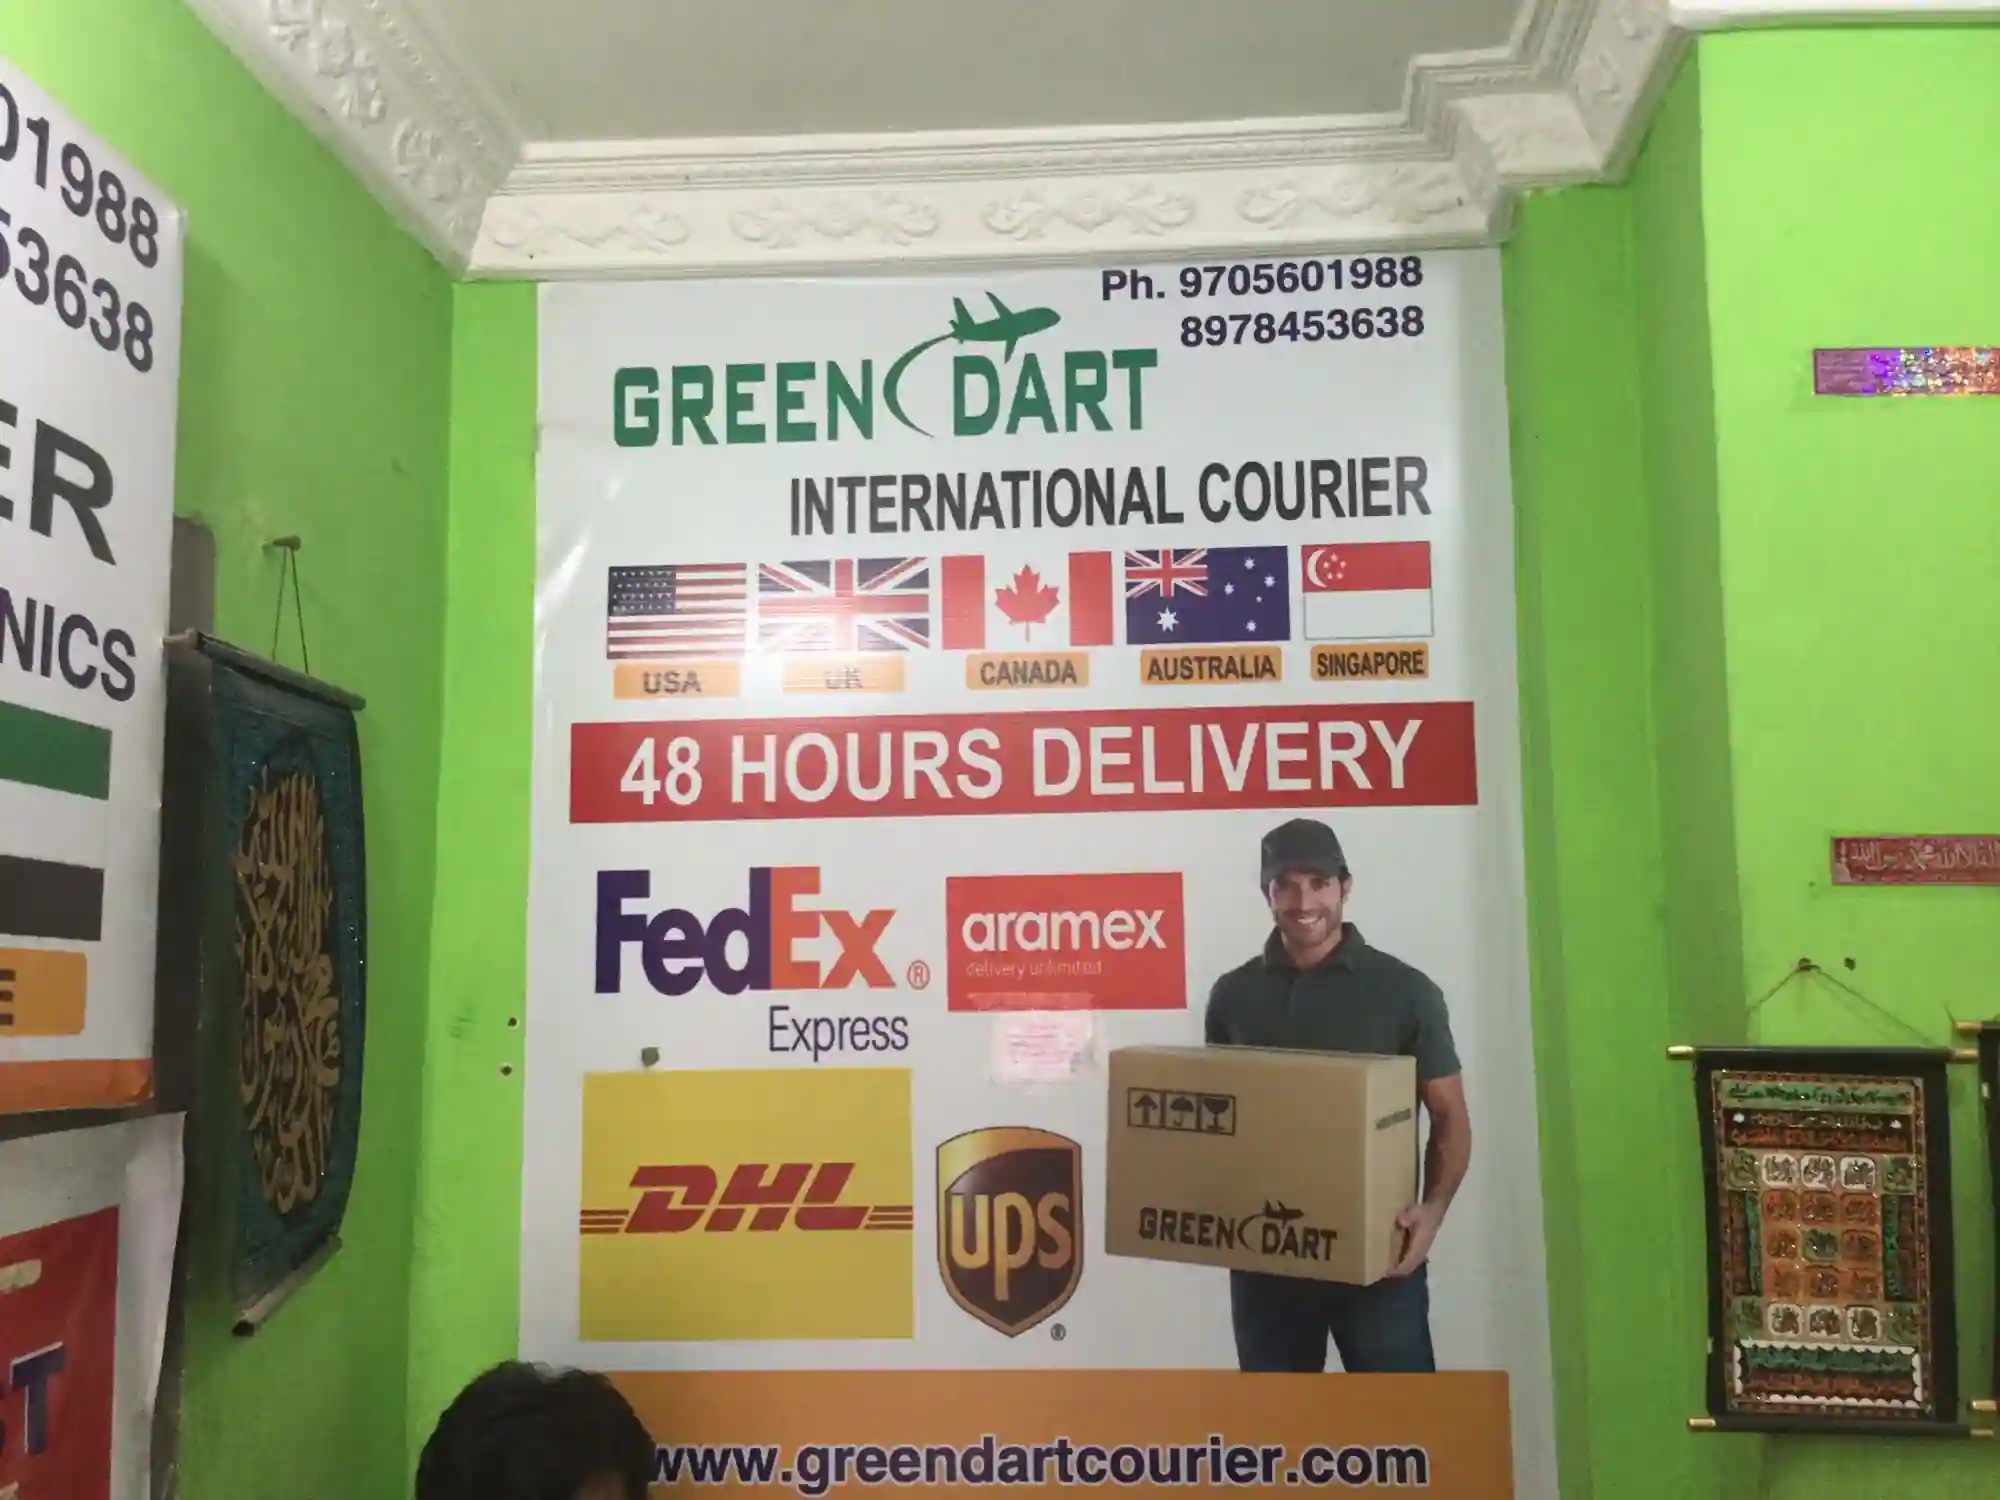 01988
53638
ER
NICS
E
T
Ph. 9705601988
8978453638
GREEN DART
INTERNATIONAL COURIER
USA UK CANADA AUSTRALIA SINGAPORE
48 HOURS DELIVERY
FedEx®
Express
aramex
delivery unlimited
DHL
ups®
GREEN DART
www.greendartcourier.com